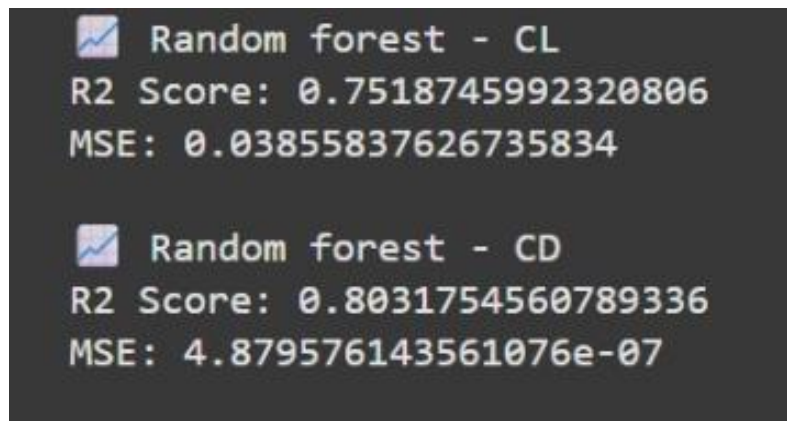 📈 Random forest - CL
R2 Score: 0.7518745992320806
MSE: 0.03855837626735834
📈 Random forest - CD
R2 Score: 0.8031754560789336
MSE: 4.879576143561076e-07